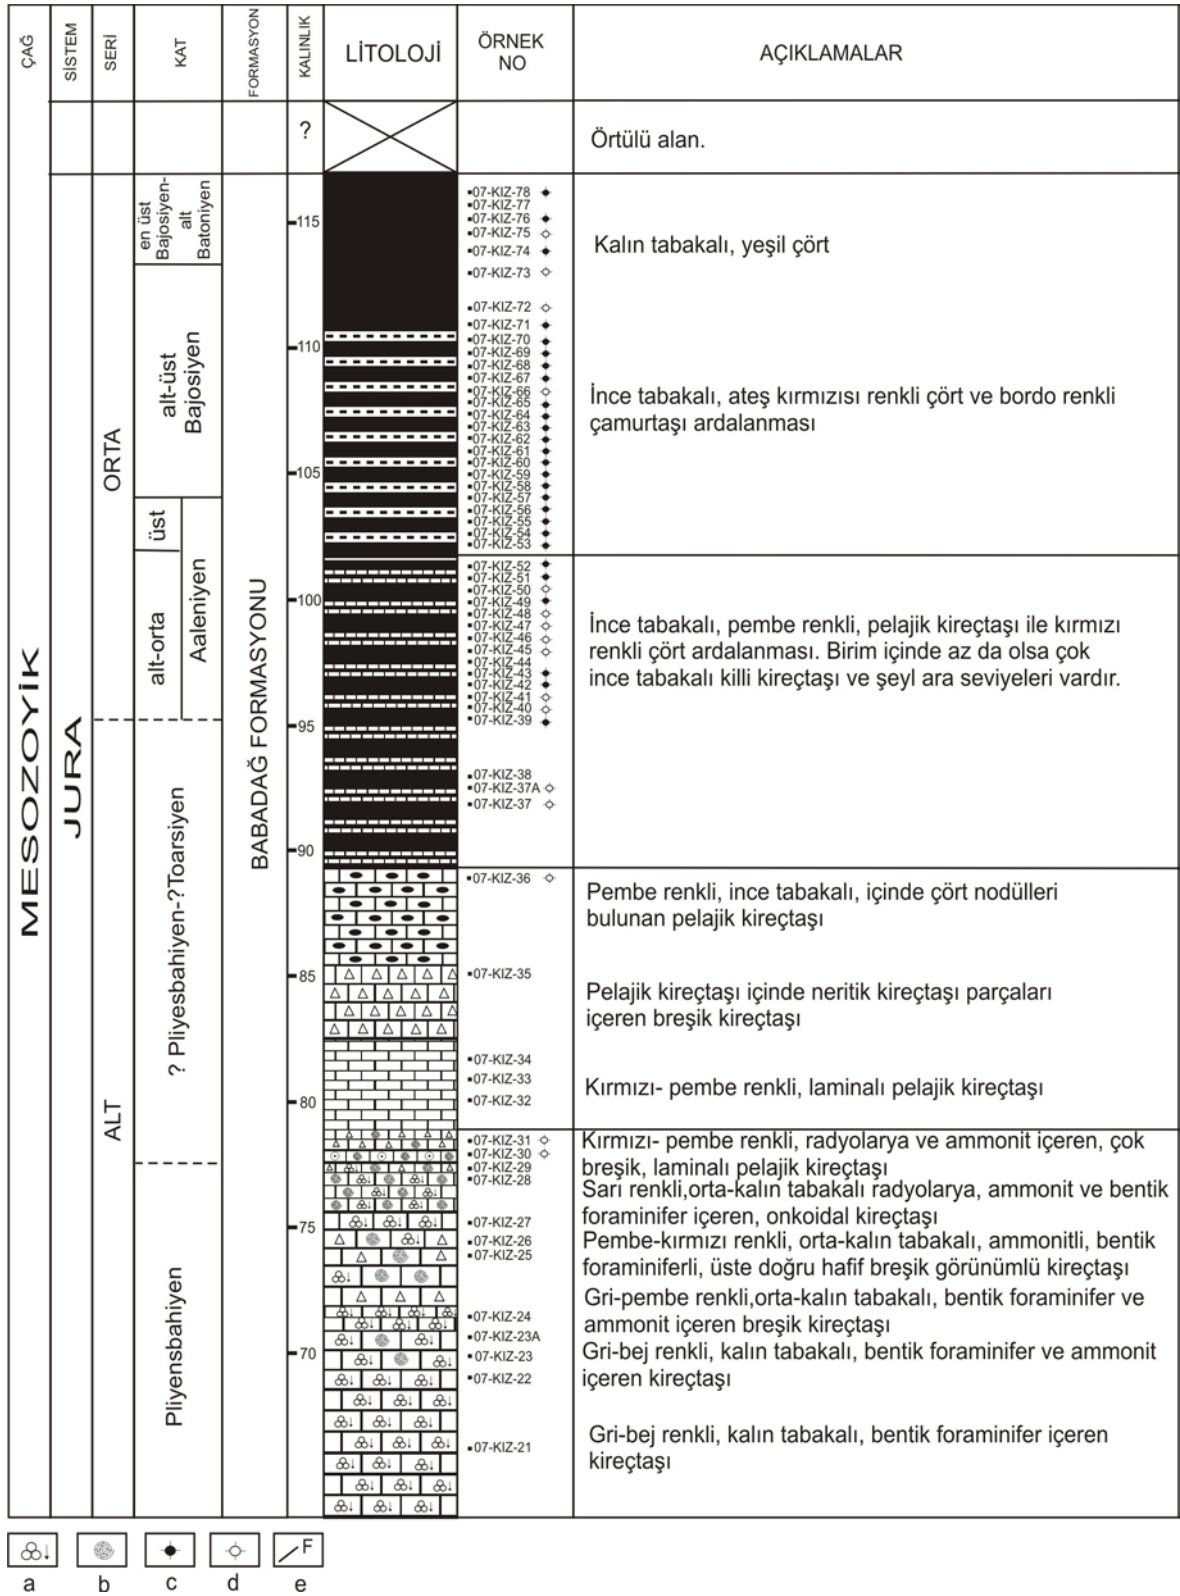 ÇAĞ
SİSTEM
SERİ
KAT
FORMASYON
KALINLIK
LİTOLOJİ
ÖRNEK
NO
AÇIKLAMALAR
?
Örtülü alan.
MESOZOYİK
JURA
ORTA
ALT
en üst
Bajosiyen-
alt
Batoniyen
alt-üst
Bajosiyen
üst
alt-orta
Aaleniyen
? Pliyesbahiyen-?Toarsiyen
Pliyensbahiyen
BABADAĞ FORMASYONU
115
110
105
100
95
90
85
80
75
70
07-KIZ-78
07-KIZ-77
07-KIZ-76
07-KIZ-75
07-KIZ-74
07-KIZ-73
07-KIZ-72
07-KIZ-71
07-KIZ-70
07-KIZ-69
07-KIZ-68
07-KIZ-67
07-KIZ-66
07-KIZ-65
07-KIZ-64
07-KIZ-63
07-KIZ-62
07-KIZ-61
07-KIZ-60
07-KIZ-59
07-KIZ-58
07-KIZ-57
07-KIZ-56
07-KIZ-55
07-KIZ-54
07-KIZ-53
07-KIZ-52
07-KIZ-51
07-KIZ-50
07-KIZ-49
07-KIZ-48
07-KIZ-47
07-KIZ-46
07-KIZ-45
07-KIZ-44
07-KIZ-43
07-KIZ-42
07-KIZ-41
07-KIZ-40
07-KIZ-39
07-KIZ-38
07-KIZ-37A
07-KIZ-37
07-KIZ-36
07-KIZ-35
07-KIZ-34
07-KIZ-33
07-KIZ-32
07-KIZ-31
07-KIZ-30
07-KIZ-29
07-KIZ-28
07-KIZ-27
07-KIZ-26
07-KIZ-25
07-KIZ-24
07-KIZ-23A
07-KIZ-23
07-KIZ-22
07-KIZ-21
Kalın tabakalı, yeşil çört
İnce tabakalı, ateş kırmızısı renkli çört ve bordo renkli
çamurtaşı ardalanması
İnce tabakalı, pembe renkli, pelajik kireçtaşı ile kırmızı
renkli çört ardalanması. Birim içinde az da olsa çok
ince tabakalı killi kireçtaşı ve şeyl ara seviyeleri vardır.
Pembe renkli, ince tabakalı, içinde çört nodülleri
bulunan pelajik kireçtaşı
Pelajik kireçtaşı içinde neritik kireçtaşı parçaları
içeren breşik kireçtaşı
Kırmızı- pembe renkli, laminalı pelajik kireçtaşı
Kırmızı- pembe renkli, radyolarya ve ammonit içeren, çok
breşik, laminalı pelajik kireçtaşı
Sarı renkli,orta-kalın tabakalı radyolarya, ammonit ve bentik
foraminifer içeren, onkoidal kireçtaşı
Pembe-kırmızı renkli, orta-kalın tabakalı, ammonitli, bentik
foraminiferli, üste doğru hafif breşik görünümlü kireçtaşı
Gri-pembe renkli,orta-kalın tabakalı, bentik foraminifer ve
ammonit içeren breşik kireçtaşı
Gri-bej renkli, kalın tabakalı, bentik foraminifer ve ammonit
içeren kireçtaşı
Gri-bej renkli, kalın tabakalı, bentik foraminifer içeren
kireçtaşı
F
a b c d e